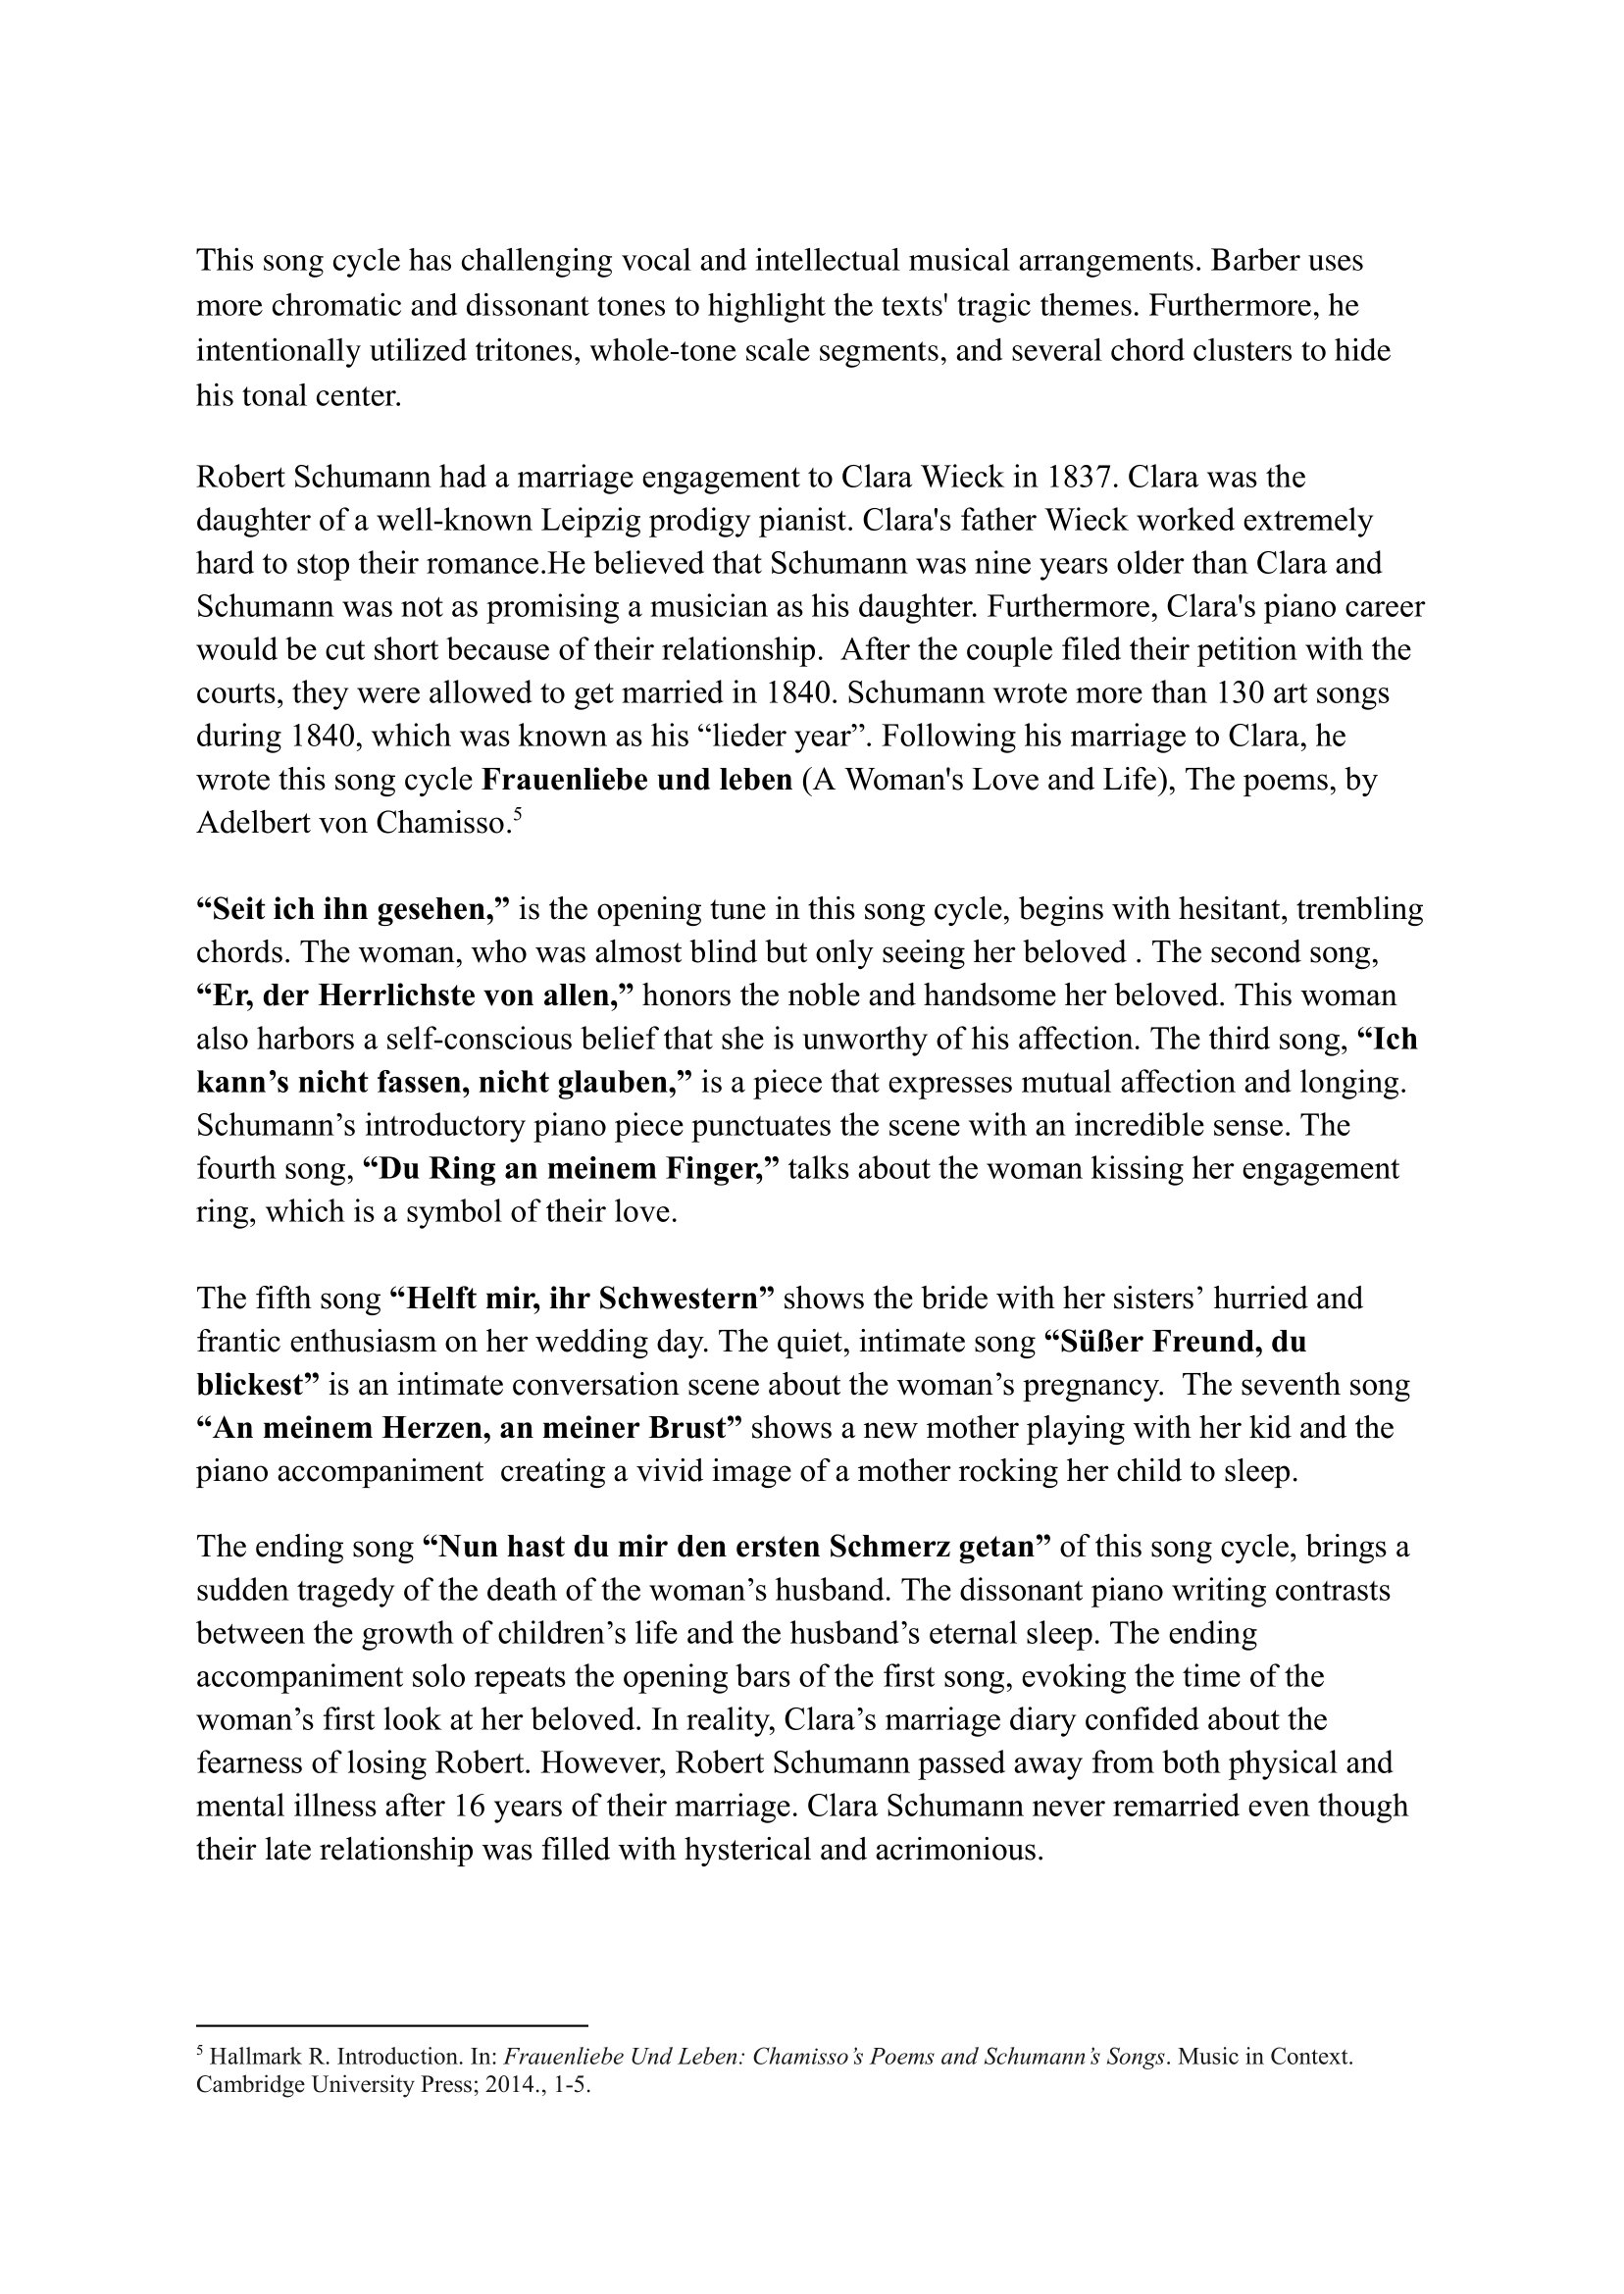 This song cycle has challenging vocal and intellectual musical arrangements. Barber uses
more chromatic and dissonant tones to highlight the texts' tragic themes. Furthermore, he
intentionally utilized tritones, whole-tone scale segments, and several chord clusters to hide
his tonal center.
Robert Schumann had a marriage engagement to Clara Wieck in 1837. Clara was the
daughter of a well-known Leipzig prodigy pianist. Clara's father Wieck worked extremely
hard to stop their romance.He believed that Schumann was nine years older than Clara and
Schumann was not as promising a musician as his daughter. Furthermore, Clara's piano career
would be cut short because of their relationship.  After the couple filed their petition with the
courts, they were allowed to get married in 1840. Schumann wrote more than 130 art songs
during 1840, which was known as his “lieder year”. Following his marriage to Clara, he
wrote this song cycle Frauenliebe und leben (A Woman's Love and Life), The poems, by
Adelbert von Chamisso.5
“Seit ich ihn gesehen,” is the opening tune in this song cycle, begins with hesitant, trembling
chords. The woman, who was almost blind but only seeing her beloved . The second song,
“Er, der Herrlichste von allen,” honors the noble and handsome her beloved. This woman
also harbors a self-conscious belief that she is unworthy of his affection. The third song, “Ich
kann’s nicht fassen, nicht glauben,” is a piece that expresses mutual affection and longing.
Schumann’s introductory piano piece punctuates the scene with an incredible sense. The
fourth song, “Du Ring an meinem Finger,” talks about the woman kissing her engagement
ring, which is a symbol of their love.
The fifth song “Helft mir, ihr Schwestern” shows the bride with her sisters’ hurried and
frantic enthusiasm on her wedding day. The quiet, intimate song “Süßer Freund, du
blickest” is an intimate conversation scene about the woman’s pregnancy.  The seventh song
“An meinem Herzen, an meiner Brust” shows a new mother playing with her kid and the
piano accompaniment  creating a vivid image of a mother rocking her child to sleep.
The ending song “Nun hast du mir den ersten Schmerz getan” of this song cycle, brings a
sudden tragedy of the death of the woman’s husband. The dissonant piano writing contrasts
between the growth of children’s life and the husband’s eternal sleep. The ending
accompaniment solo repeats the opening bars of the first song, evoking the time of the
woman’s first look at her beloved. In reality, Clara’s marriage diary confided about the
fearness of losing Robert. However, Robert Schumann passed away from both physical and
mental illness after 16 years of their marriage. Clara Schumann never remarried even though
their late relationship was filled with hysterical and acrimonious.
5 Hallmark R. Introduction. In: Frauenliebe Und Leben: Chamisso’s Poems and Schumann’s Songs. Music in Context.
Cambridge University Press; 2014., 1-5.